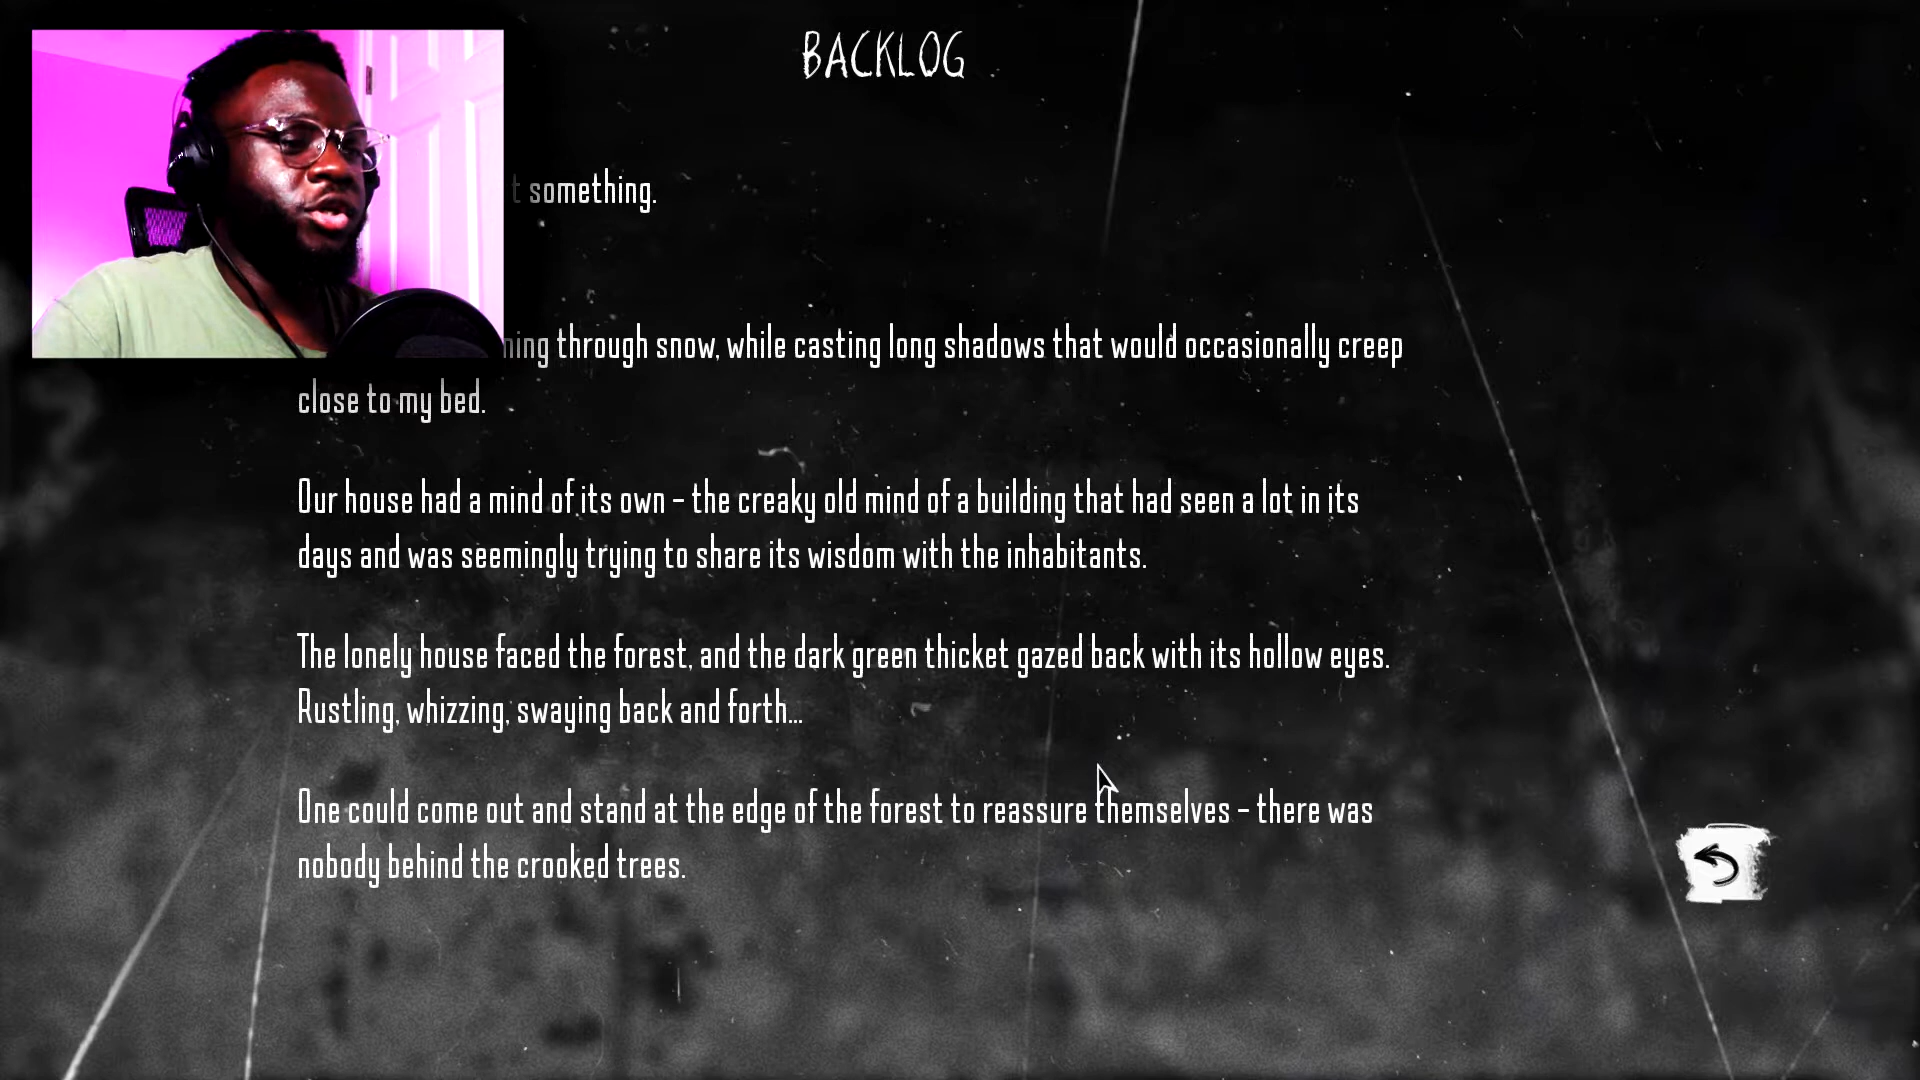 BACKLOG
something.
through snow, while casting long shadows that would occasionally creep
close to my bed.
Our house had a mind of its own – the creaky old mind of a building that had seen a lot in its
days and was seemingly trying to share its wisdom with the inhabitants.
The lonely house faced the forest, and the dark green thicket gazed back with its hollow eyes.
Rustling, whizzing, swaying back and forth...
One could come out and stand at the edge of the forest to reassure themselves – there was
nobody behind the crooked trees.